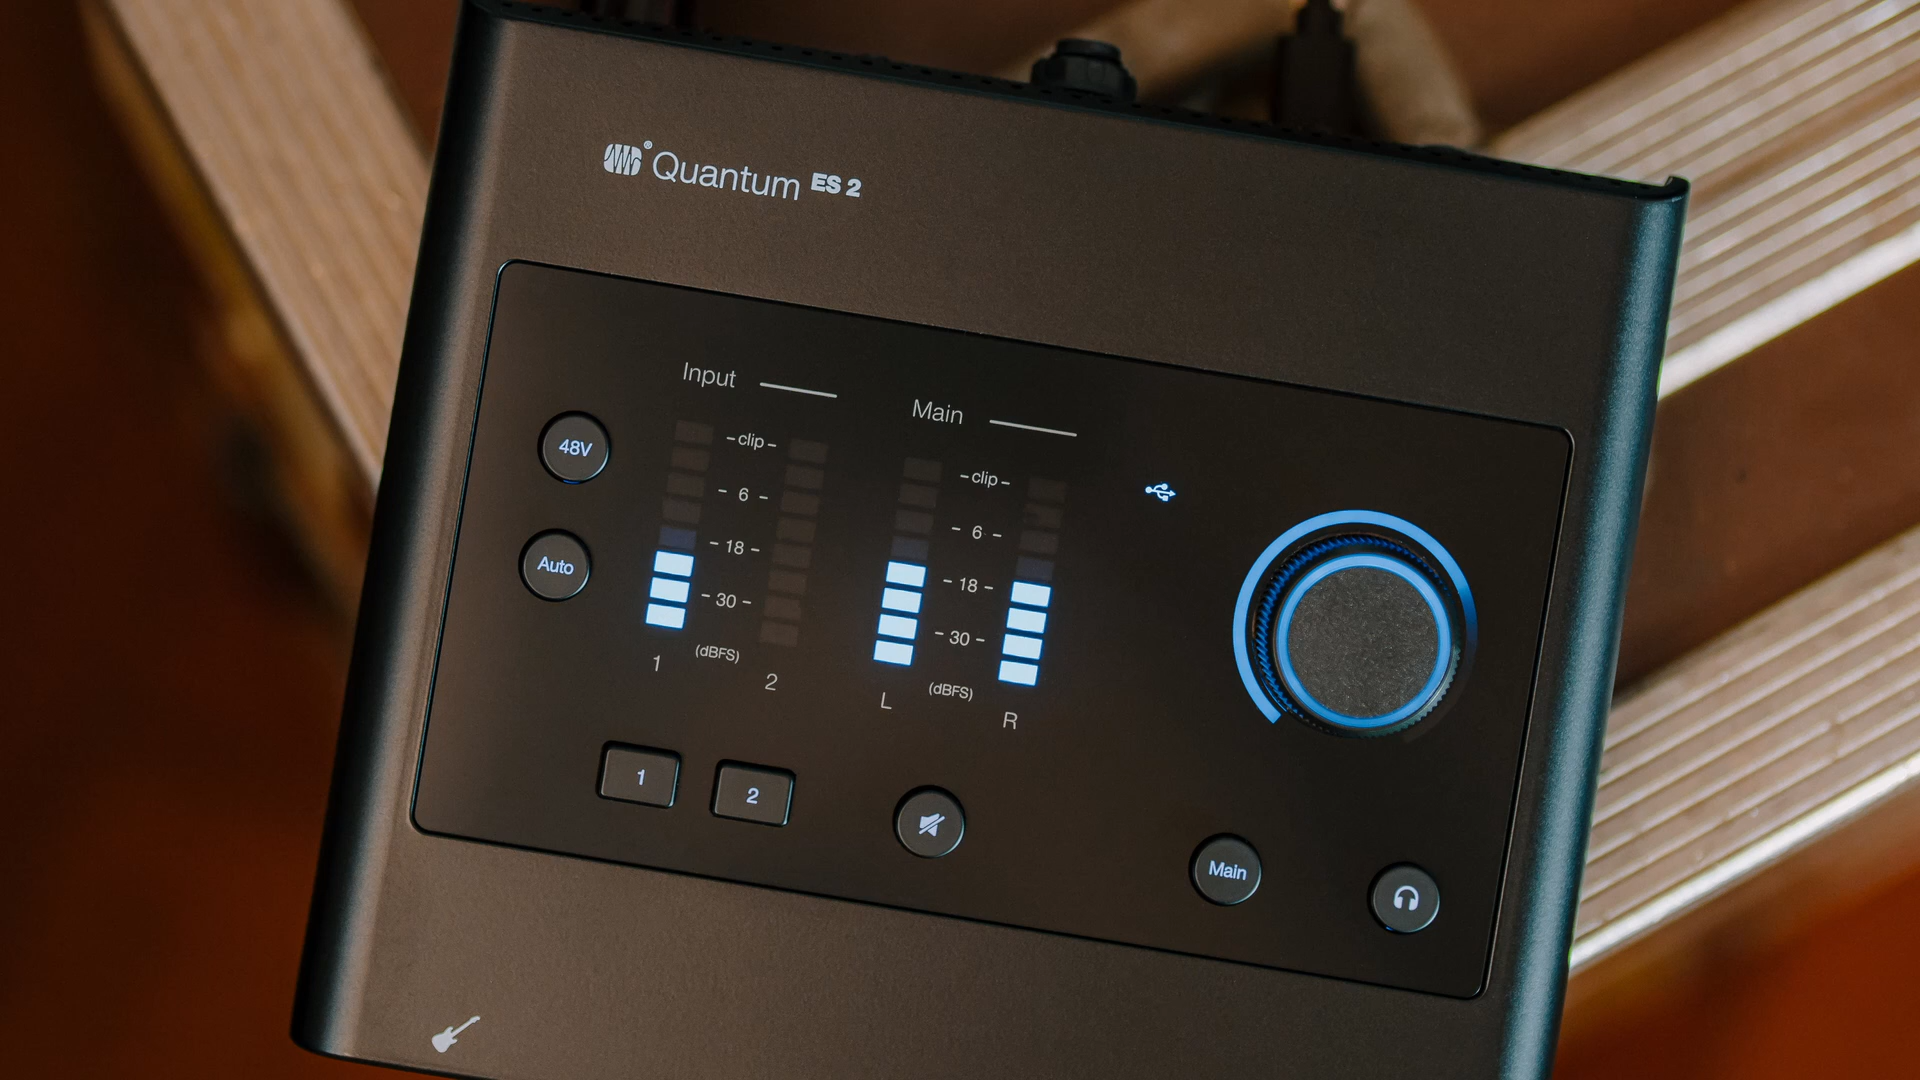 ® Quantum ES 2
Input
Main
48V
Auto
-clip-
- 6 -
- 18 -
- 30 -
(dBFS)
1
2
-clip-
- 6 -
- 18 -
- 30 -
(dBFS)
L
R
1
2
Main